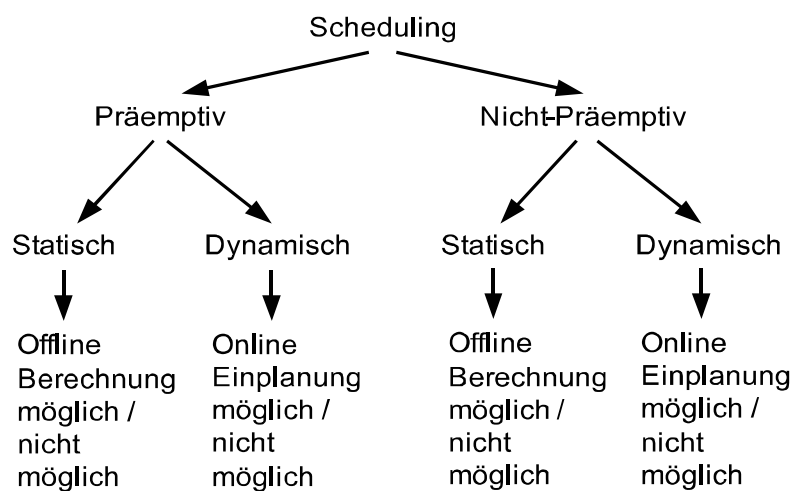 Scheduling
Präemptiv
Nicht-Präemptiv
Statisch
Dynamisch
Statisch
Dynamisch
Offline
Berechnung
möglich /
nicht
möglich
Online
Einplanung
möglich /
nicht
möglich
Offline
Berechnung
möglich /
nicht
möglich
Online
Einplanung
möglich /
nicht
möglich